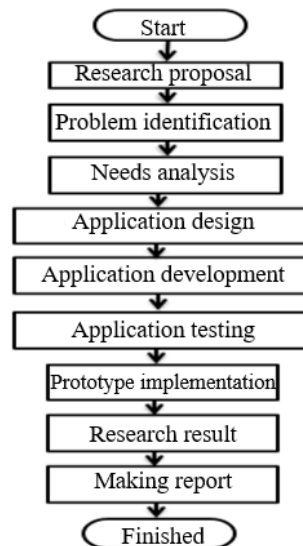 Start
Research proposal
Problem identification
Needs analysis
Application design
Application development
Application testing
Prototype implementation
Research result
Making report
Finished